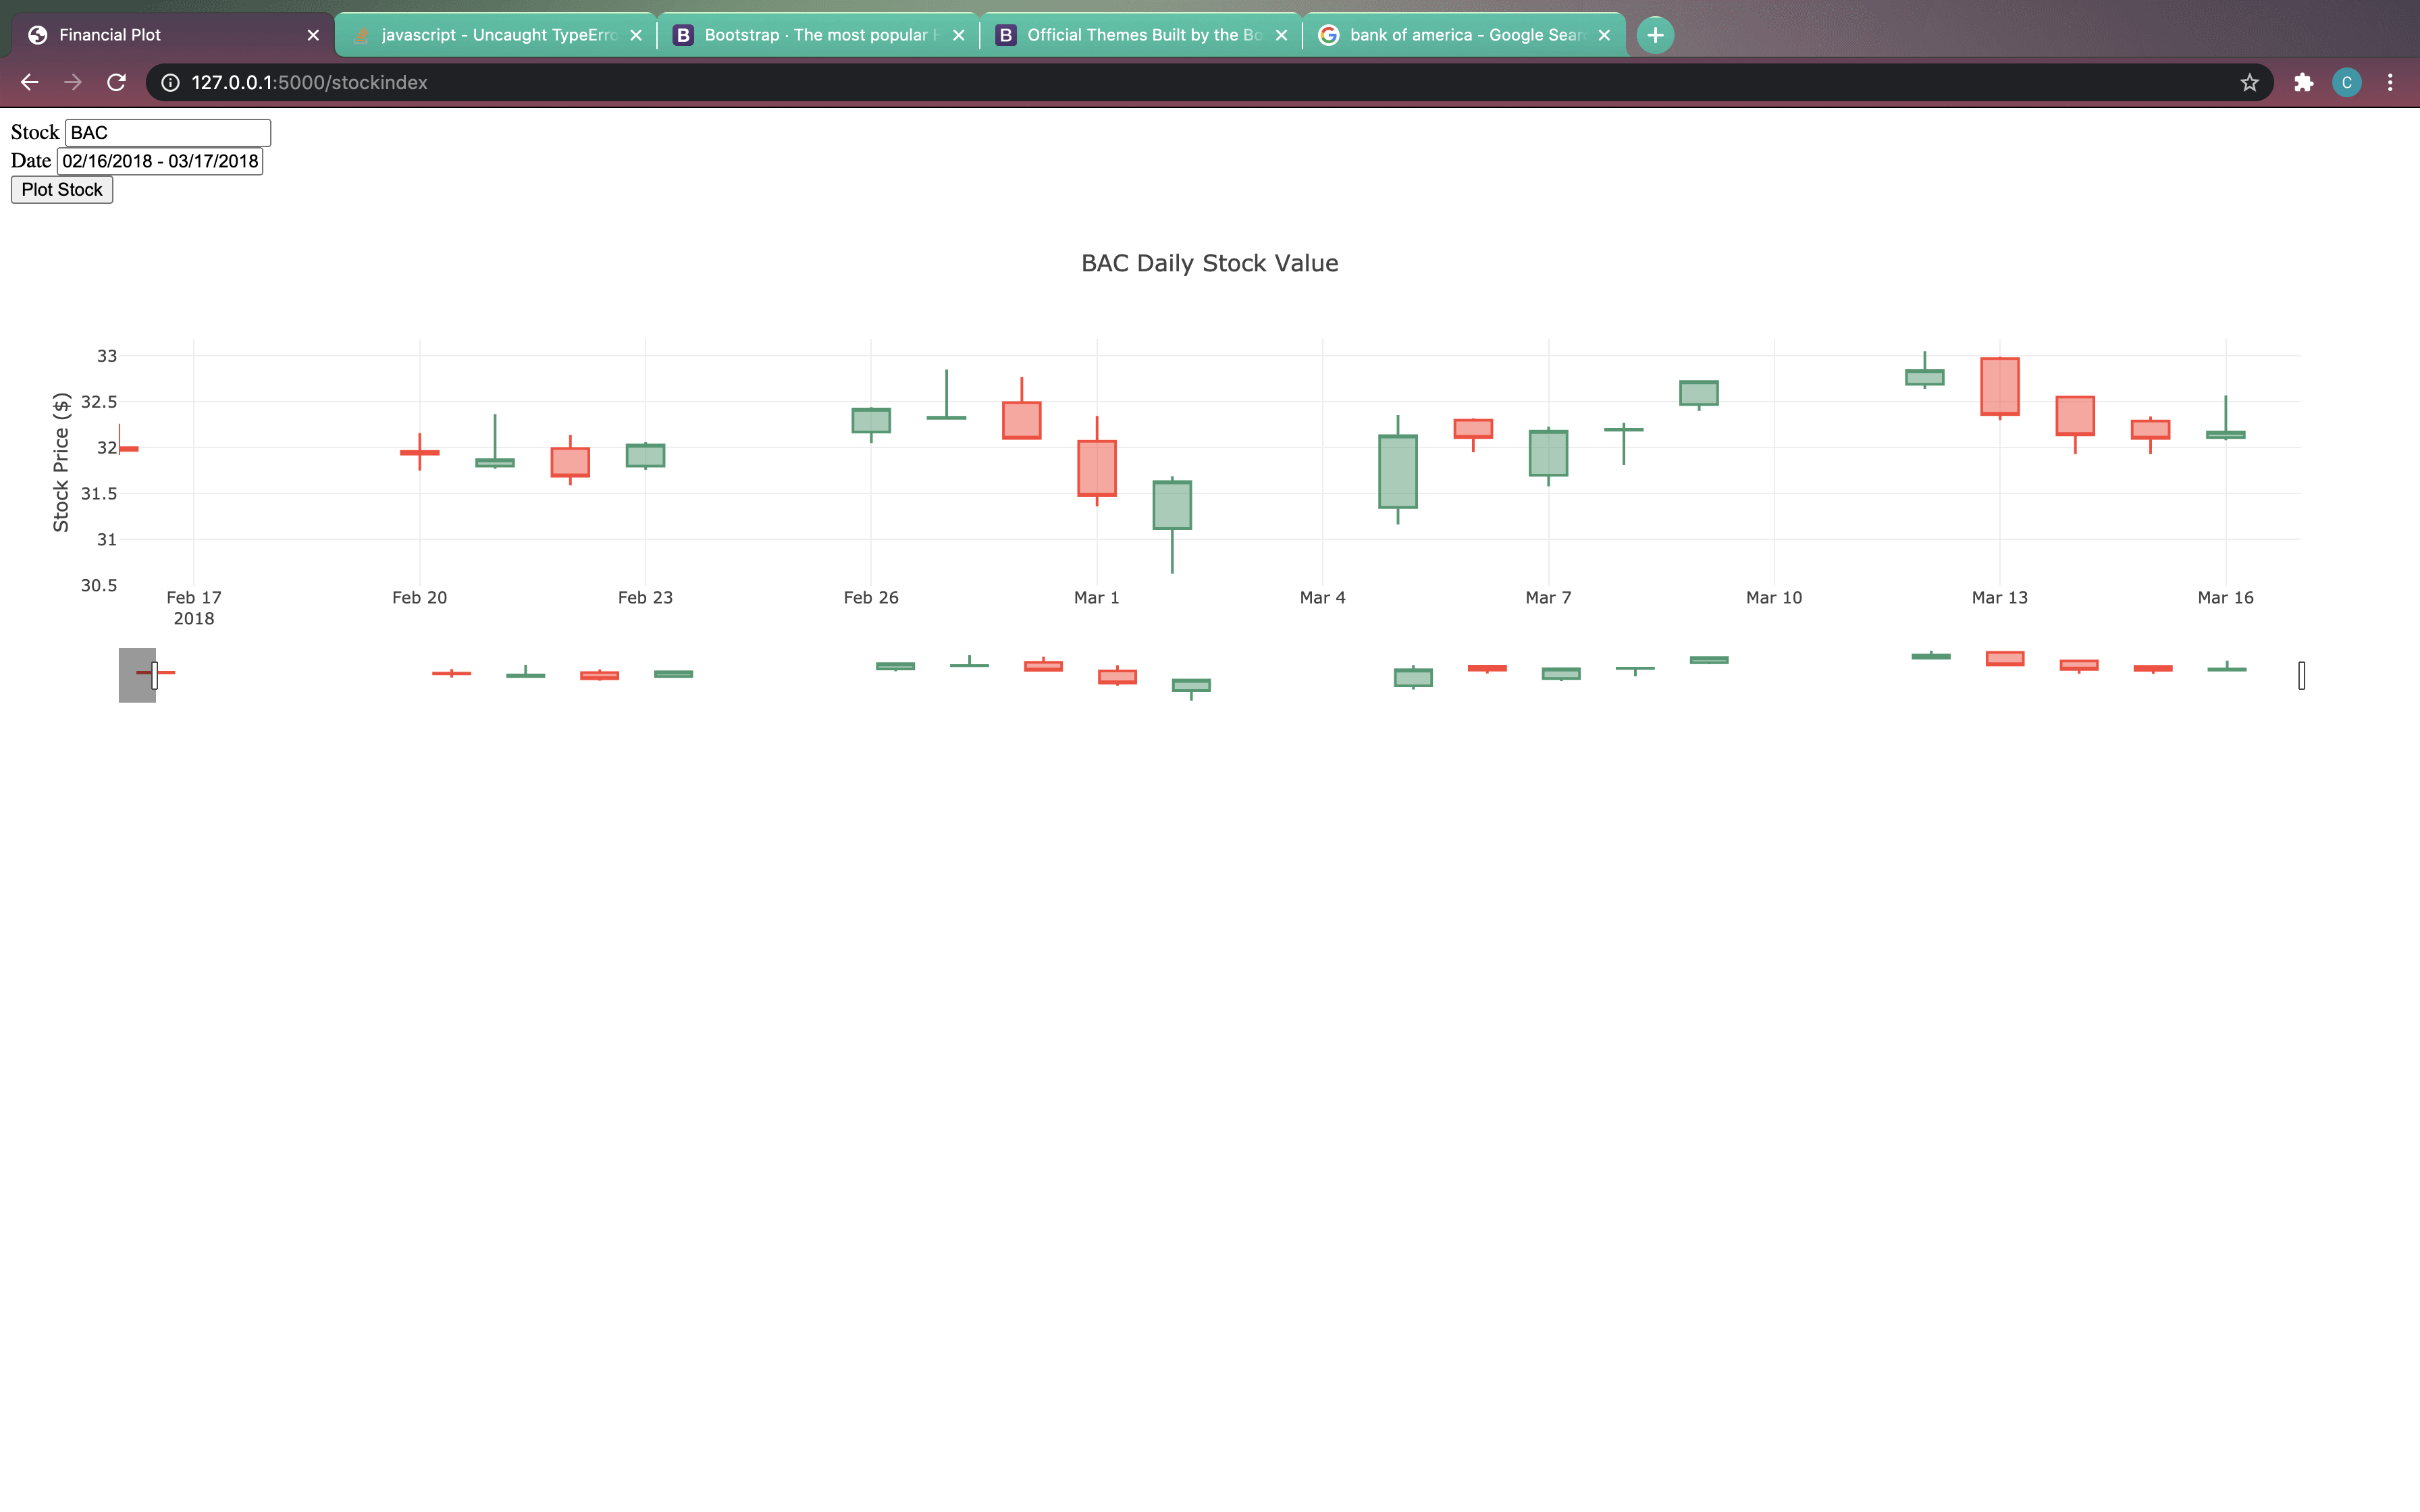 Financial Plot
javascript - Uncaught TypeErro
Bootstrap · The most popular H
Official Themes Built by the Bo
bank of america - Google Sear
127.0.0.1:5000/stockindex
C
Stock BAC
Date 02/16/2018 - 03/17/2018
Plot Stock
BAC Daily Stock Value
Stock Price ($)
33
32.5
32
31.5
31
30.5
Feb 17 Feb 20 Feb 23 Feb 26 Mar 1 Mar 4 Mar 7 Mar 10 Mar 13 Mar 16
2018